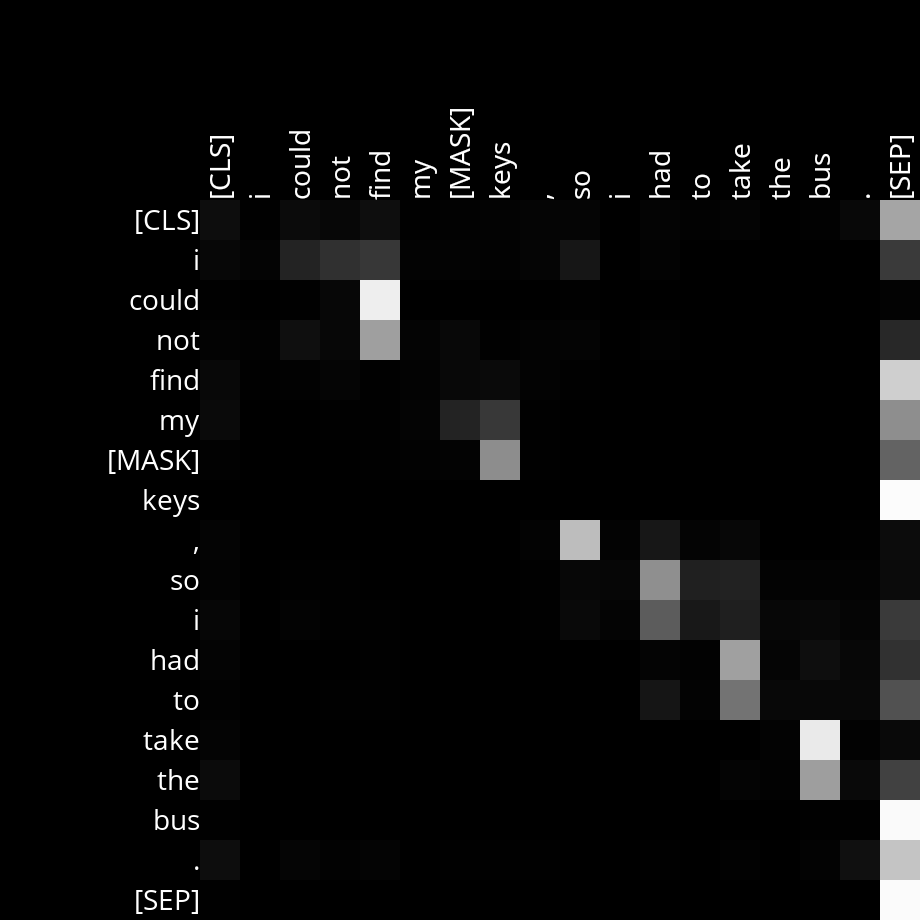 [CLS] i could not find my [MASK] keys , so i had to take the bus . [SEP]
[CLS]
i
could
not
find
my
[MASK]
keys
,
so
i
had
to
take
the
bus
.
[SEP]